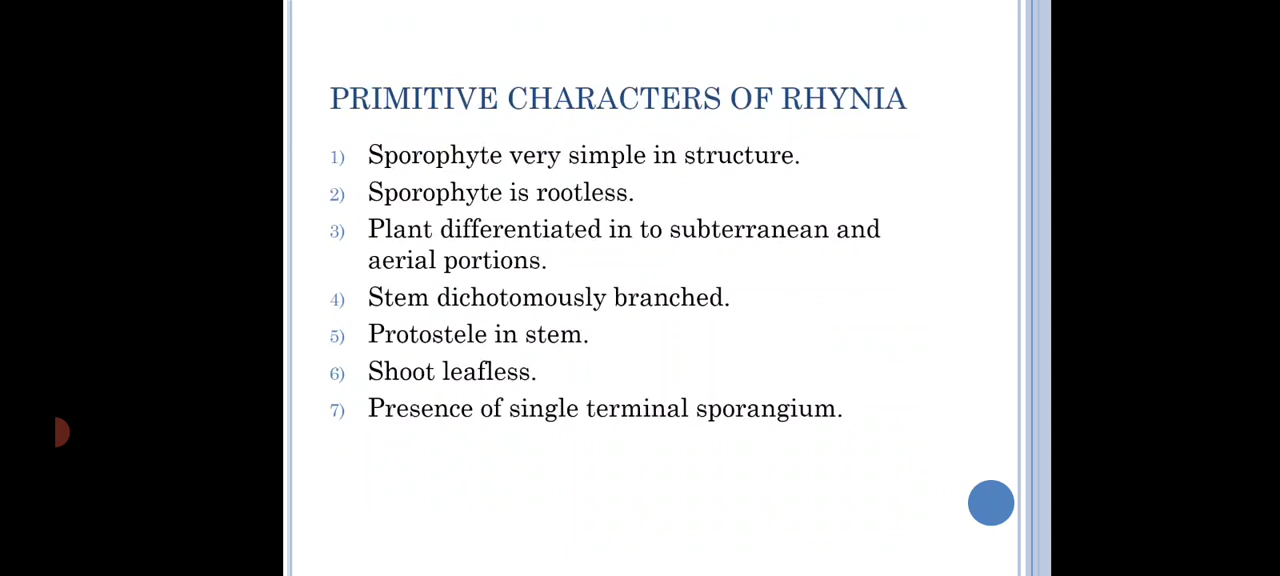 PRIMITIVE CHARACTERS OF RHYNIA
1) Sporophyte very simple in structure.
2) Sporophyte is rootless.
3) Plant differentiated in to subterranean and
aerial portions.
4) Stem dichotomously branched.
5) Protostele in stem.
6) Shoot leafless.
7) Presence of single terminal sporangium.